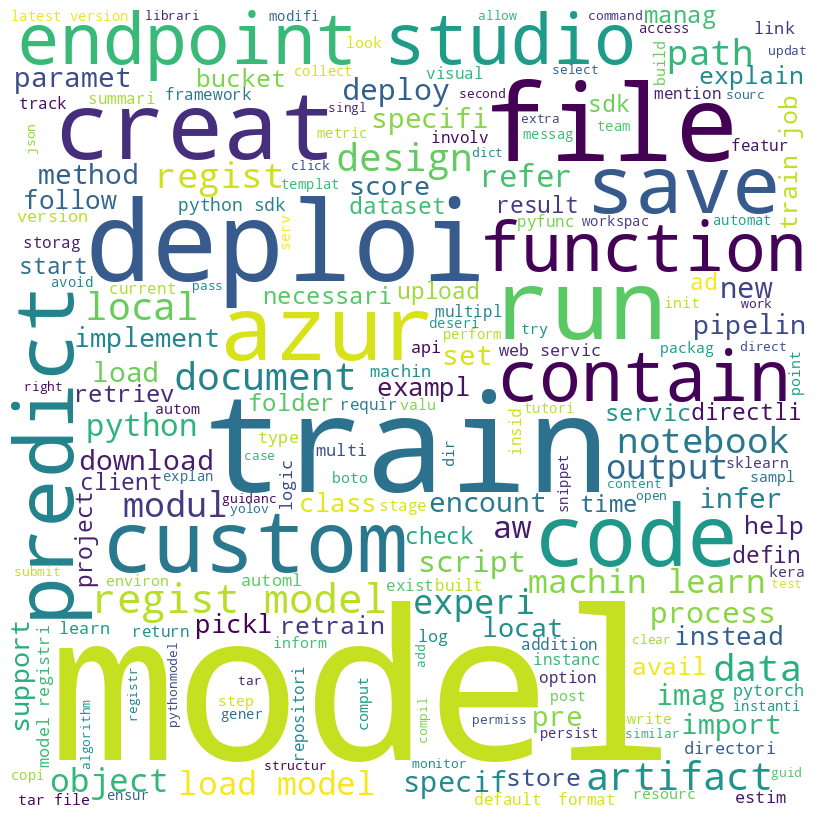 latest version
librari
modifi
allow
command
manag
link
endpoint
studio
look
access
path
updat
build
paramet
bucket
collect
visual
select
explain
track
summari
framework
deploy
second
sdk
mention
sourc
creat
singl
specifi
extra
file
team
featur
json
metric
involv
messag
train job
click
design
dict
method
regist
templat
refer
save
follow
python sdk
score
result
pyfunc
workspac
automat
version
dataset
deploi
serv
function
storag
start
avoid
current
pass
necessari
upload
multipl
deseri
perform
try
init
work
ad
new
local
azur
run
pipelin
implement
api
set
web servic
packag
direct
point
predict
load
document
machin
exampl
contain
right
retriev
autom
folder
requir
valu
insid
tutori
servic
directli
python
train
type
case
multi
dir
notebook
download
explan
boto
snippet
output
sklearn
client
yolov
guidanc
logic
class
stage
encount
content
open
sampl
project
modul
custom
check
aw
time
code
infer
help
script
defin
submit
environ
automl
exist
built
machin learn
kera
test
regist model
experi
process
support
learn
return
pickl
retrain
log
locat
addition
instead
clear
model registri
algorithm
registr
pythonmodel
inform
add
instanc
avail
data
tar
option
imag
pytorch
instanti
step
gener
repositori
comput
model
compil
post
permiss
pre
persist
write
similar
import
copi
object
structur
load model
monitor
specif
store
artifact
directori
guid
tar file
ensur
default
format
resourc
estim